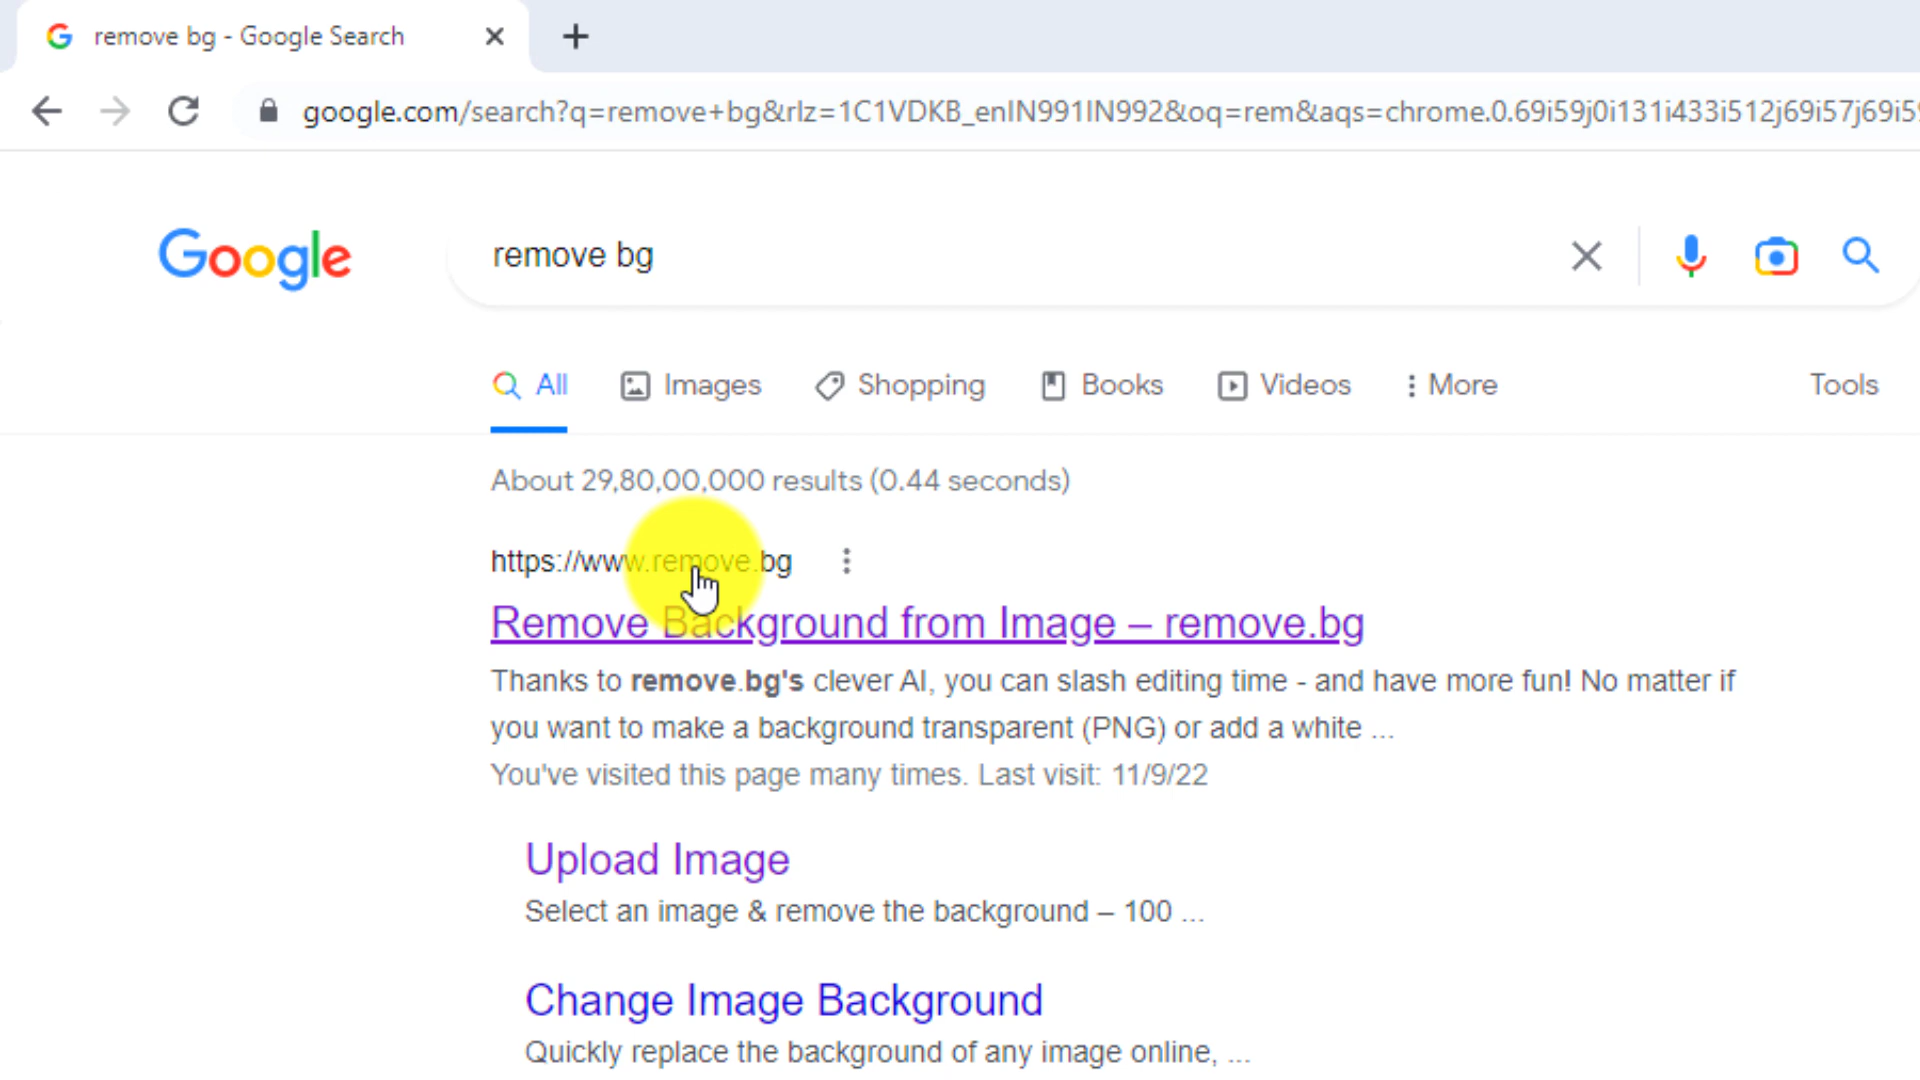 remove bg - Google Search
google.com/search?q=remove+bg&rlz=1C1VDKB_enIN991IN992&oq=rem&aqs=chrome.0.69i59j0i131i433i512j69i57j69i59
Google
remove bg
All Images Shopping Books Videos More Tools
About 29,80,00,000 results (0.44 seconds)
https://www.remove.bg
Remove Background from Image – remove.bg
Thanks to remove.bg's clever AI, you can slash editing time - and have more fun! No matter if
you want to make a background transparent (PNG) or add a white ...
You've visited this page many times. Last visit: 11/9/22
Upload Image
Select an image & remove the background – 100 ...
Change Image Background
Quickly replace the background of any image online, ...